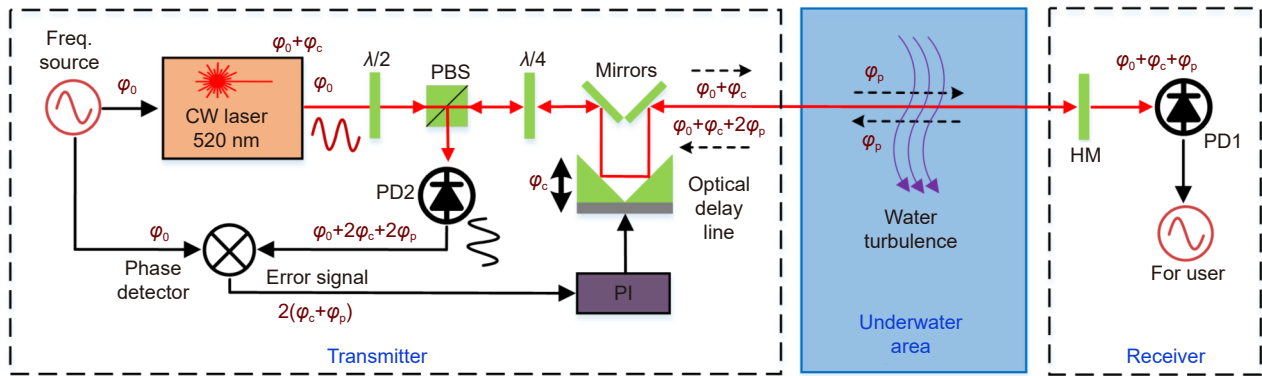 Freq.
source
φ₀
φ₀+φc
CW laser
520 nm
φ₀
λ/2
PBS
λ/4
Mirrors
φ₀+φc
φ₀+φc+2φp
φc
Optical
delay
line
PD2
φ₀+2φc+2φp
φ₀
Phase
detector
Error signal
2(φc+φp)
PI
Transmitter
φp
φp
Water
turbulence
Underwater
area
φ₀+φc+φp
HM
PD1
For user
Receiver